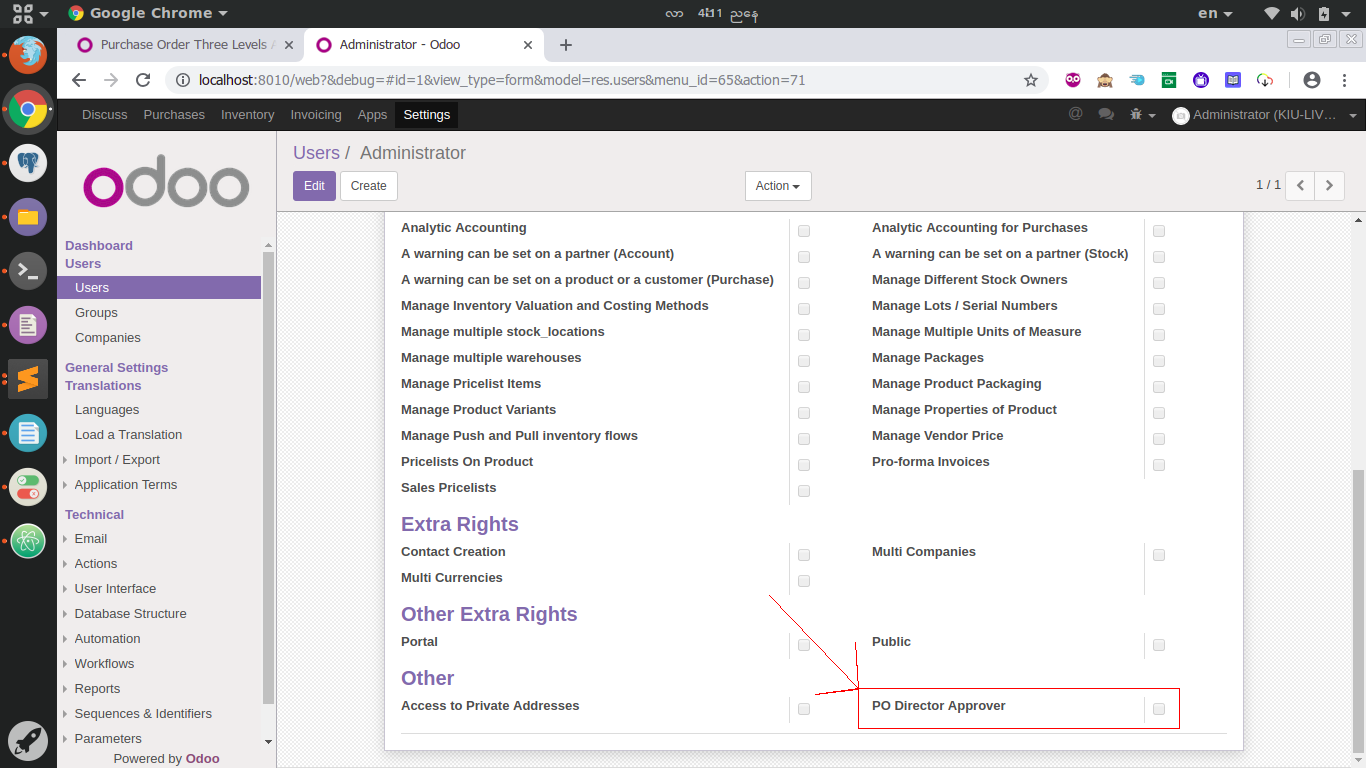 Google Chrome
လာ 4း11 ညနေ
en
Purchase Order Three Levels A
Administrator - Odoo
localhost:8010/web?&debug=#id=1&view_type=form&model=res.users&menu_id=65&action=71
Discuss Purchases Inventory Invoicing Apps Settings
@ Administrator (KIU-LIV…
odoo
Users / Administrator
Edit Create Action 1 / 1
Dashboard
Users
Users
Groups
Companies
General Settings
Translations
Languages
Load a Translation
Import / Export
Application Terms
Technical
Email
Actions
User Interface
Database Structure
Automation
Workflows
Reports
Sequences & Identifiers
Parameters
Powered by Odoo
Analytic Accounting Analytic Accounting for Purchases
A warning can be set on a partner (Account) A warning can be set on a partner (Stock)
A warning can be set on a product or a customer (Purchase) Manage Different Stock Owners
Manage Inventory Valuation and Costing Methods Manage Lots / Serial Numbers
Manage multiple stock_locations Manage Multiple Units of Measure
Manage multiple warehouses Manage Packages
Manage Pricelist Items Manage Product Packaging
Manage Product Variants Manage Properties of Product
Manage Push and Pull inventory flows Manage Vendor Price
Pricelists On Product Pro-forma Invoices
Sales Pricelists
Extra Rights
Contact Creation Multi Companies
Multi Currencies
Other Extra Rights
Portal Public
Other
Access to Private Addresses PO Director Approver